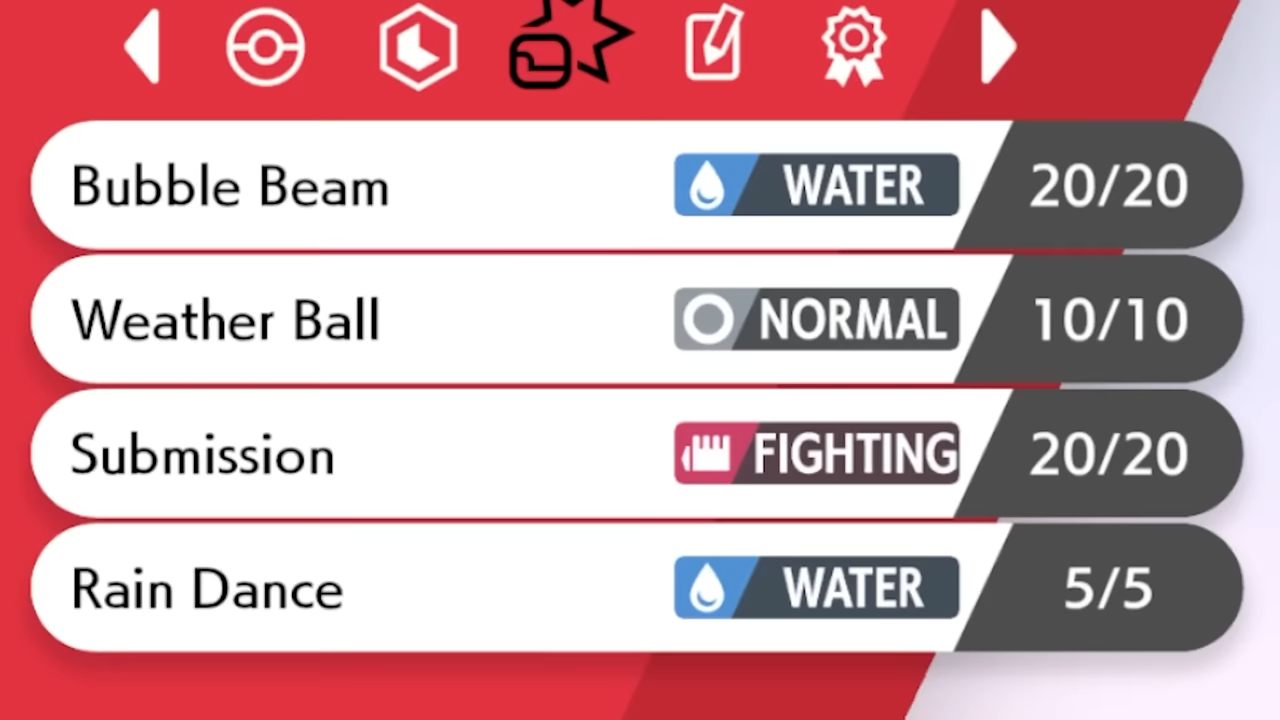 Bubble Beam WATER 20/20
Weather Ball NORMAL 10/10
Submission FIGHTING 20/20
Rain Dance WATER 5/5